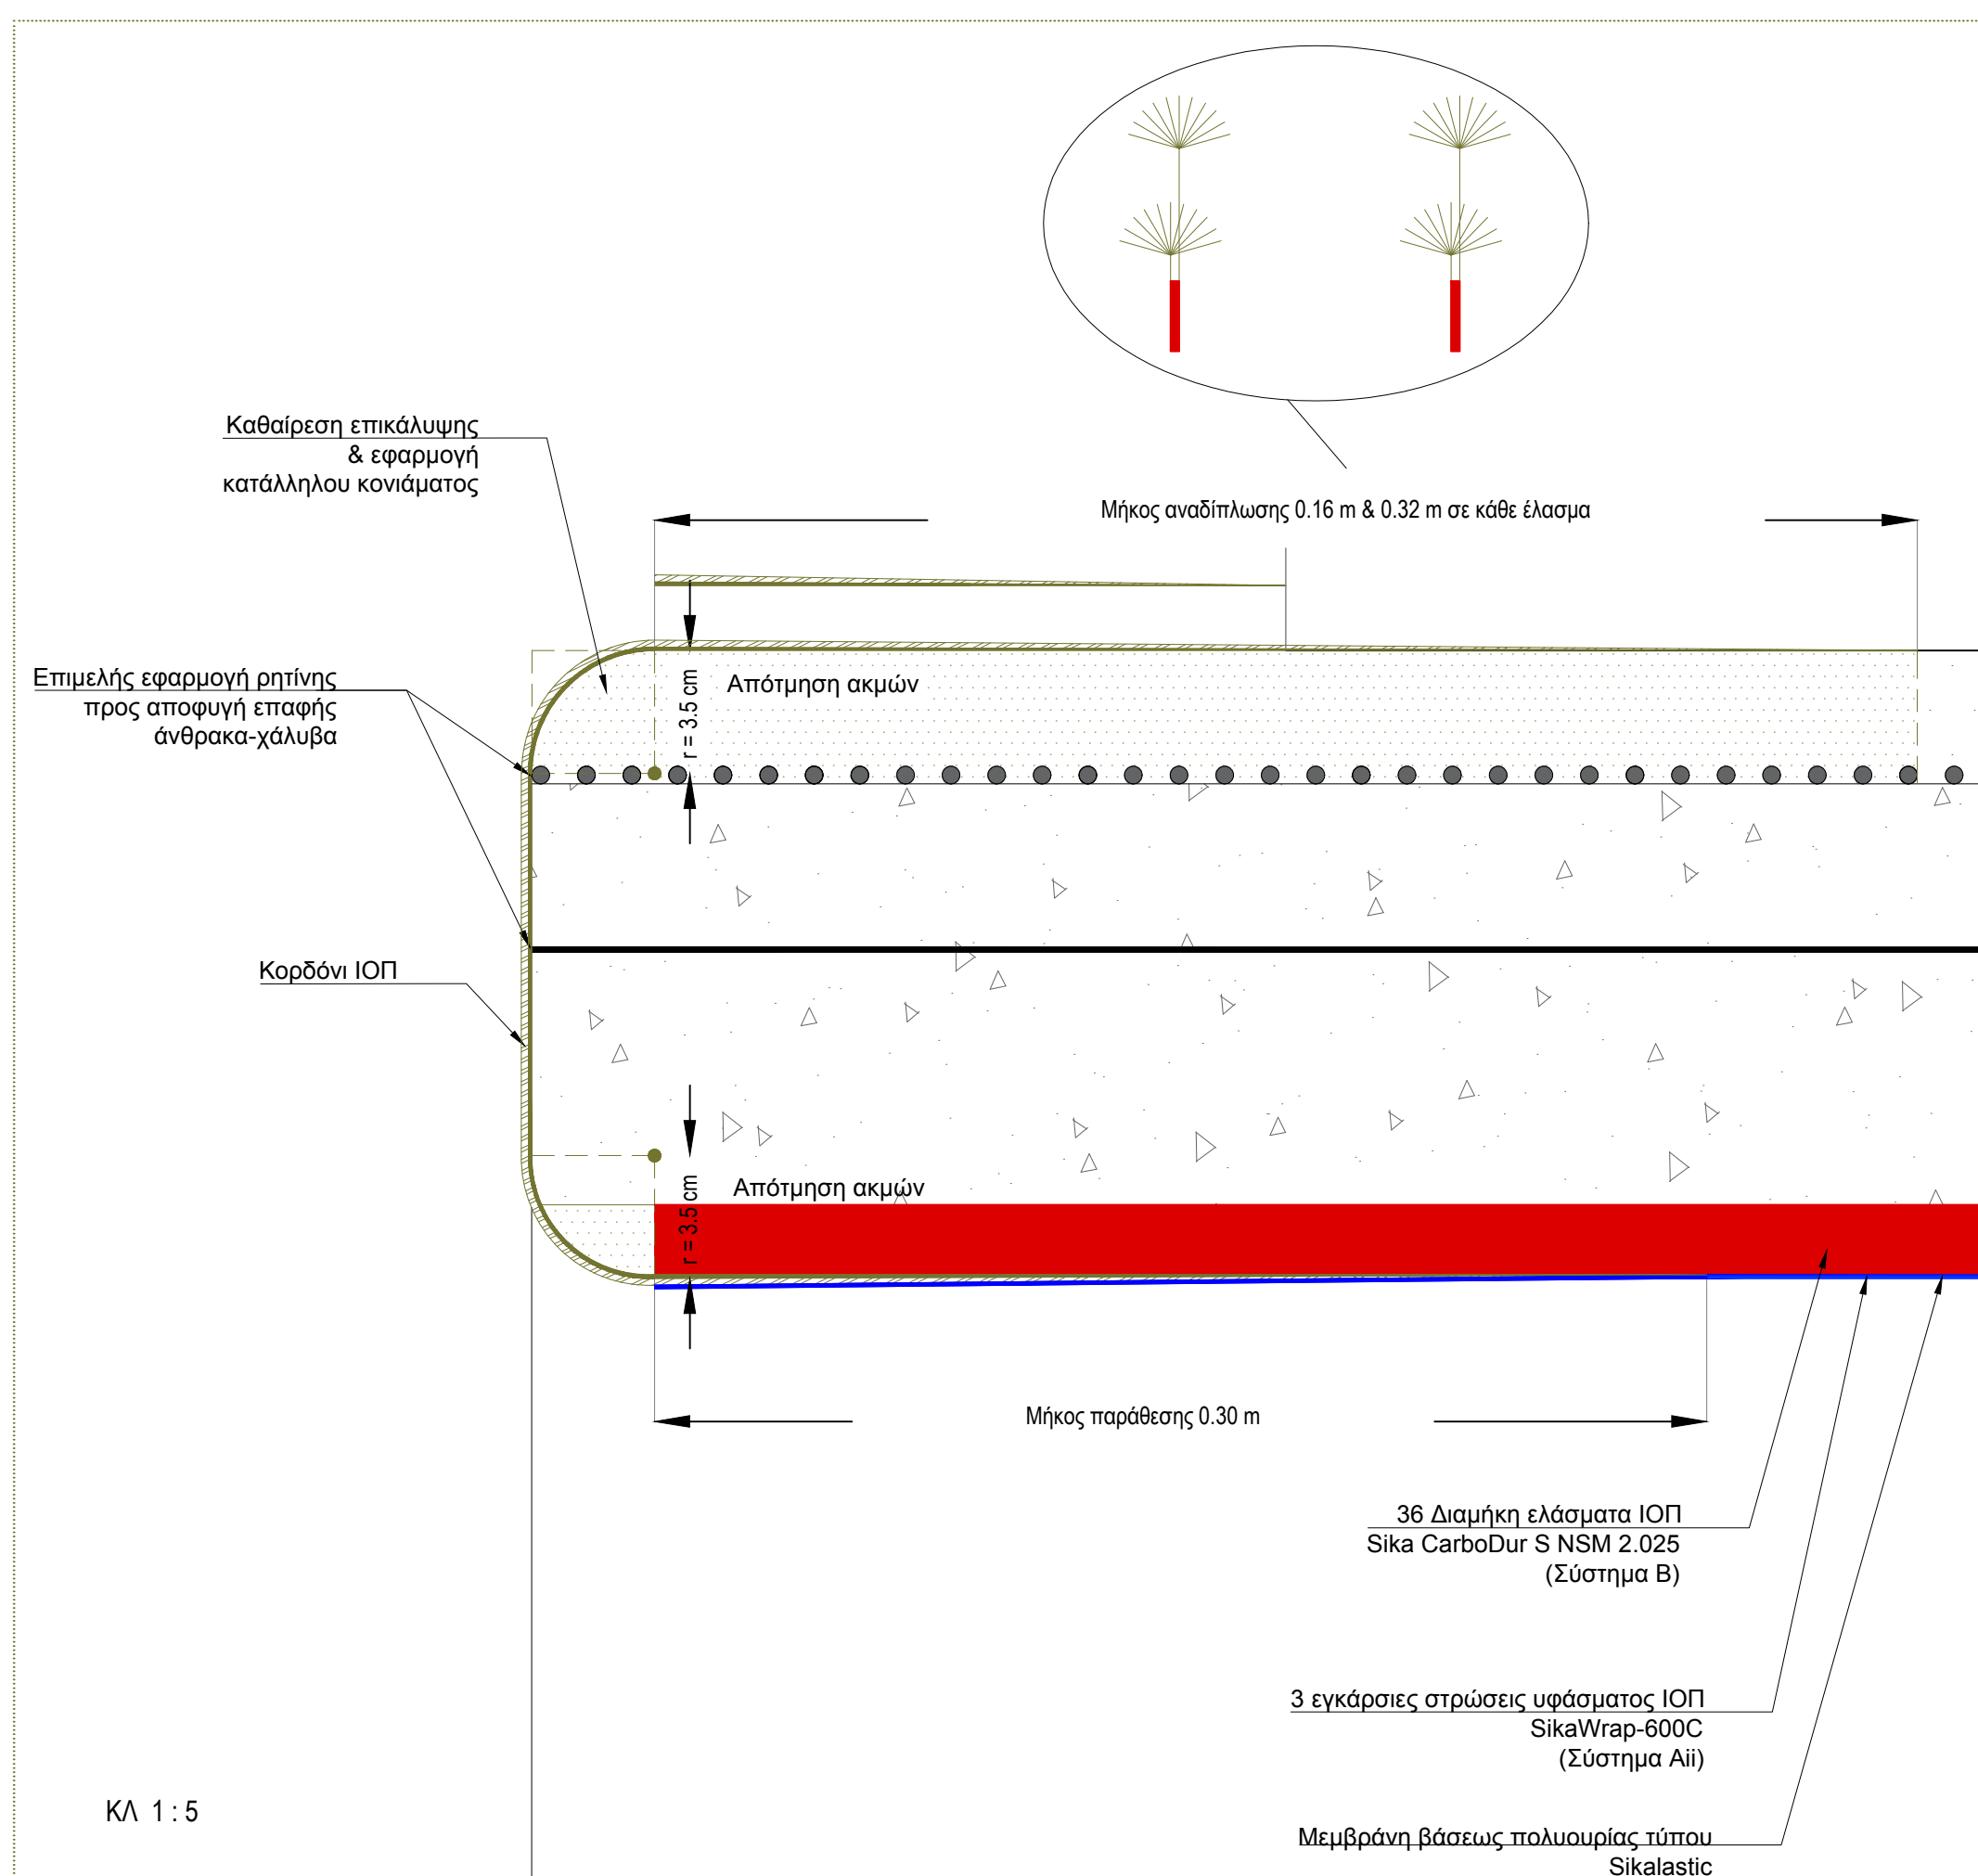 Καθαίρεση επικάλυψης
& εφαρμογή
κατάλληλου κονιάματος
Μήκος αναδίπλωσης 0.16 m & 0.32 m σε κάθε έλασμα
Επιμελής εφαρμογή ρητίνης
προς αποφυγή επαφής
άνθρακα-χάλυβα
r = 3.5 cm
Απότμηση ακμών
Κορδόνι ΙΟΠ
r = 3.5 cm
Απότμηση ακμών
Μήκος παράθεσης 0.30 m
36 Διαμήκη ελάσματα ΙΟΠ
Sika CarboDur S NSM 2.025
(Σύστημα Β)
3 εγκάρσιες στρώσεις υφάσματος ΙΟΠ
SikaWrap-600C
(Σύστημα Aii)
Μεμβράνη βάσεως πολυουρίας τύπου
Sikalastic
ΚΛ 1 : 5